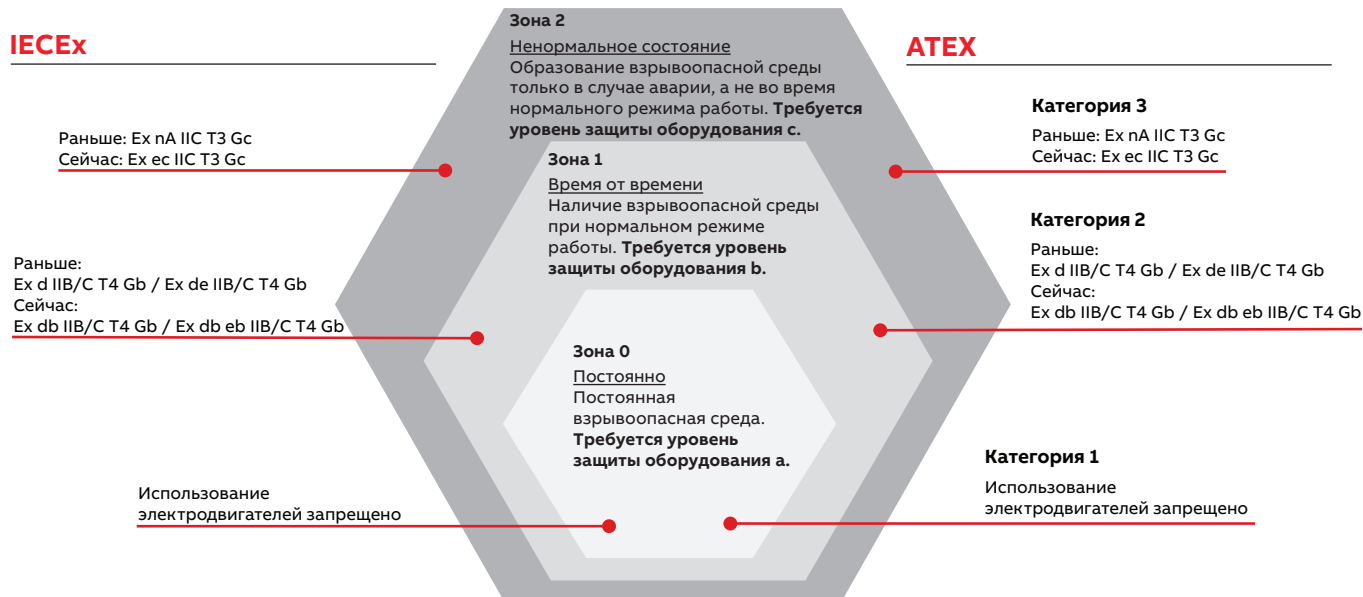 IECEx
Раньше: Ex nA IIC T3 Gc
Сейчас: Ex ec IIC T3 Gc
Раньше:
Ex d IIB/C T4 Gb / Ex de IIB/C T4 Gb
Сейчас:
Ex db IIB/C T4 Gb / Ex db eb IIB/C T4 Gb
Использование
электродвигателей запрещено
Зона 2
Ненормальное состояние
Образование взрывоопасной среды
только в случае аварии, а не во время
нормального режима работы. Требуется
уровень защиты оборудования c.
Зона 1
Время от времени
Наличие взрывоопасной среды
при нормальном режиме
работы. Требуется уровень
защиты оборудования b.
Зона 0
Постоянно
Постоянная
взрывоопасная среда.
Требуется уровень
защиты оборудования a.
ATEX
Категория 3
Раньше: Ex nA IIC T3 Gc
Сейчас: Ex ec IIC T3 Gc
Категория 2
Раньше:
Ex d IIB/C T4 Gb / Ex de IIB/C T4 Gb
Сейчас:
Ex db IIB/C T4 Gb / Ex db eb IIB/C T4 Gb
Категория 1
Использование
электродвигателей запрещено